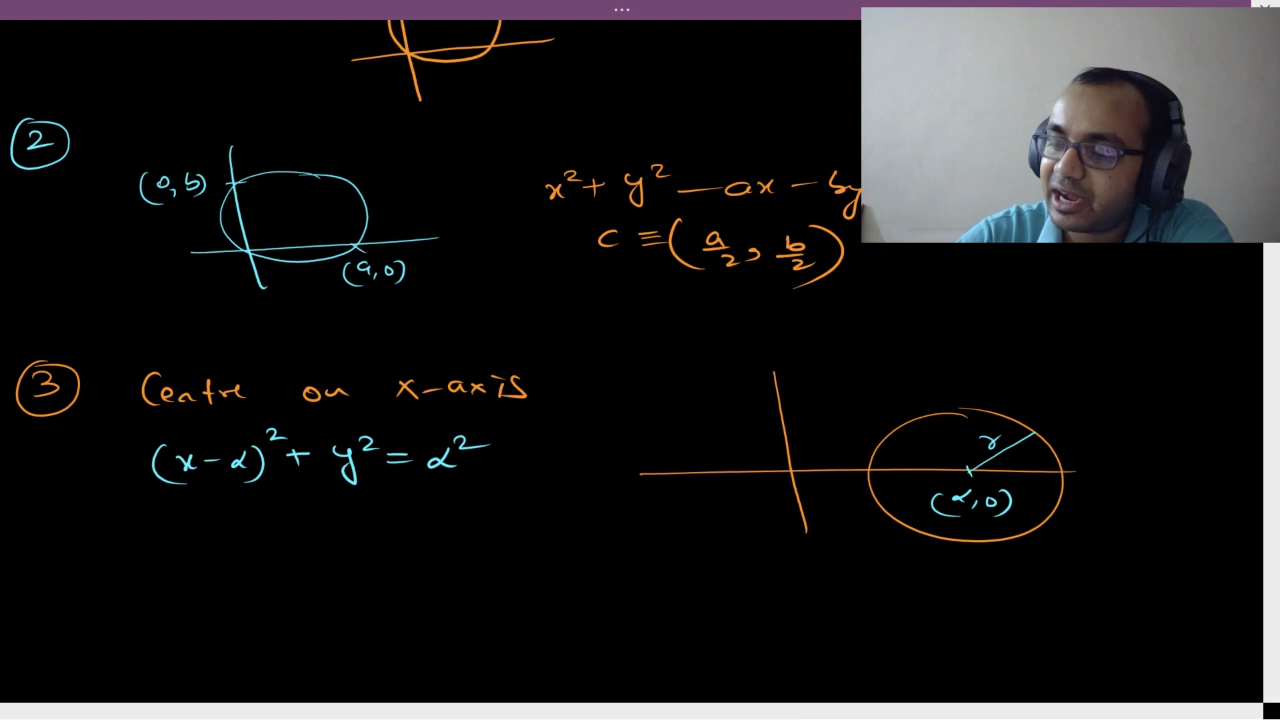 ②
(0, b)
(a, 0)
x² + y² – ax – by
C ≡ (a/2, b/2)
③ Centre on x-axis
(x – α)² + y² = α²
r
(α, 0)